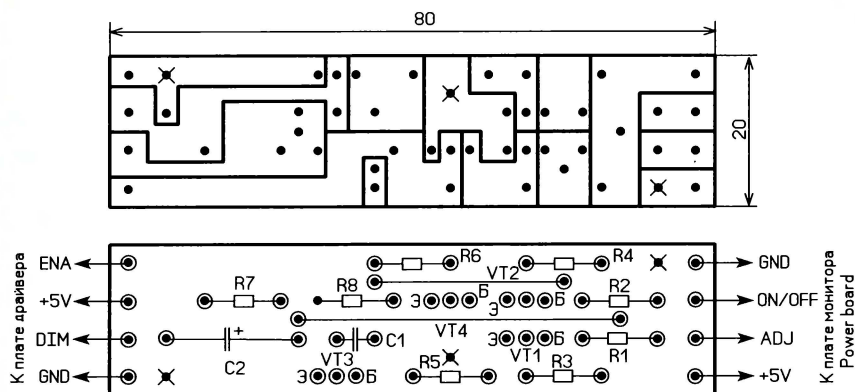 80
20
К плате драйвера
ENA
+5V
DIM
GND
R6
R4
VT2
R7
R8
Э
Б
Э
Б
R2
+
C2
C1
VT4
Э
Б
VT1
R1
VT3
Э
Б
R5
R3
GND
ON/OFF
ADJ
+5V
К плате монитора
Power board